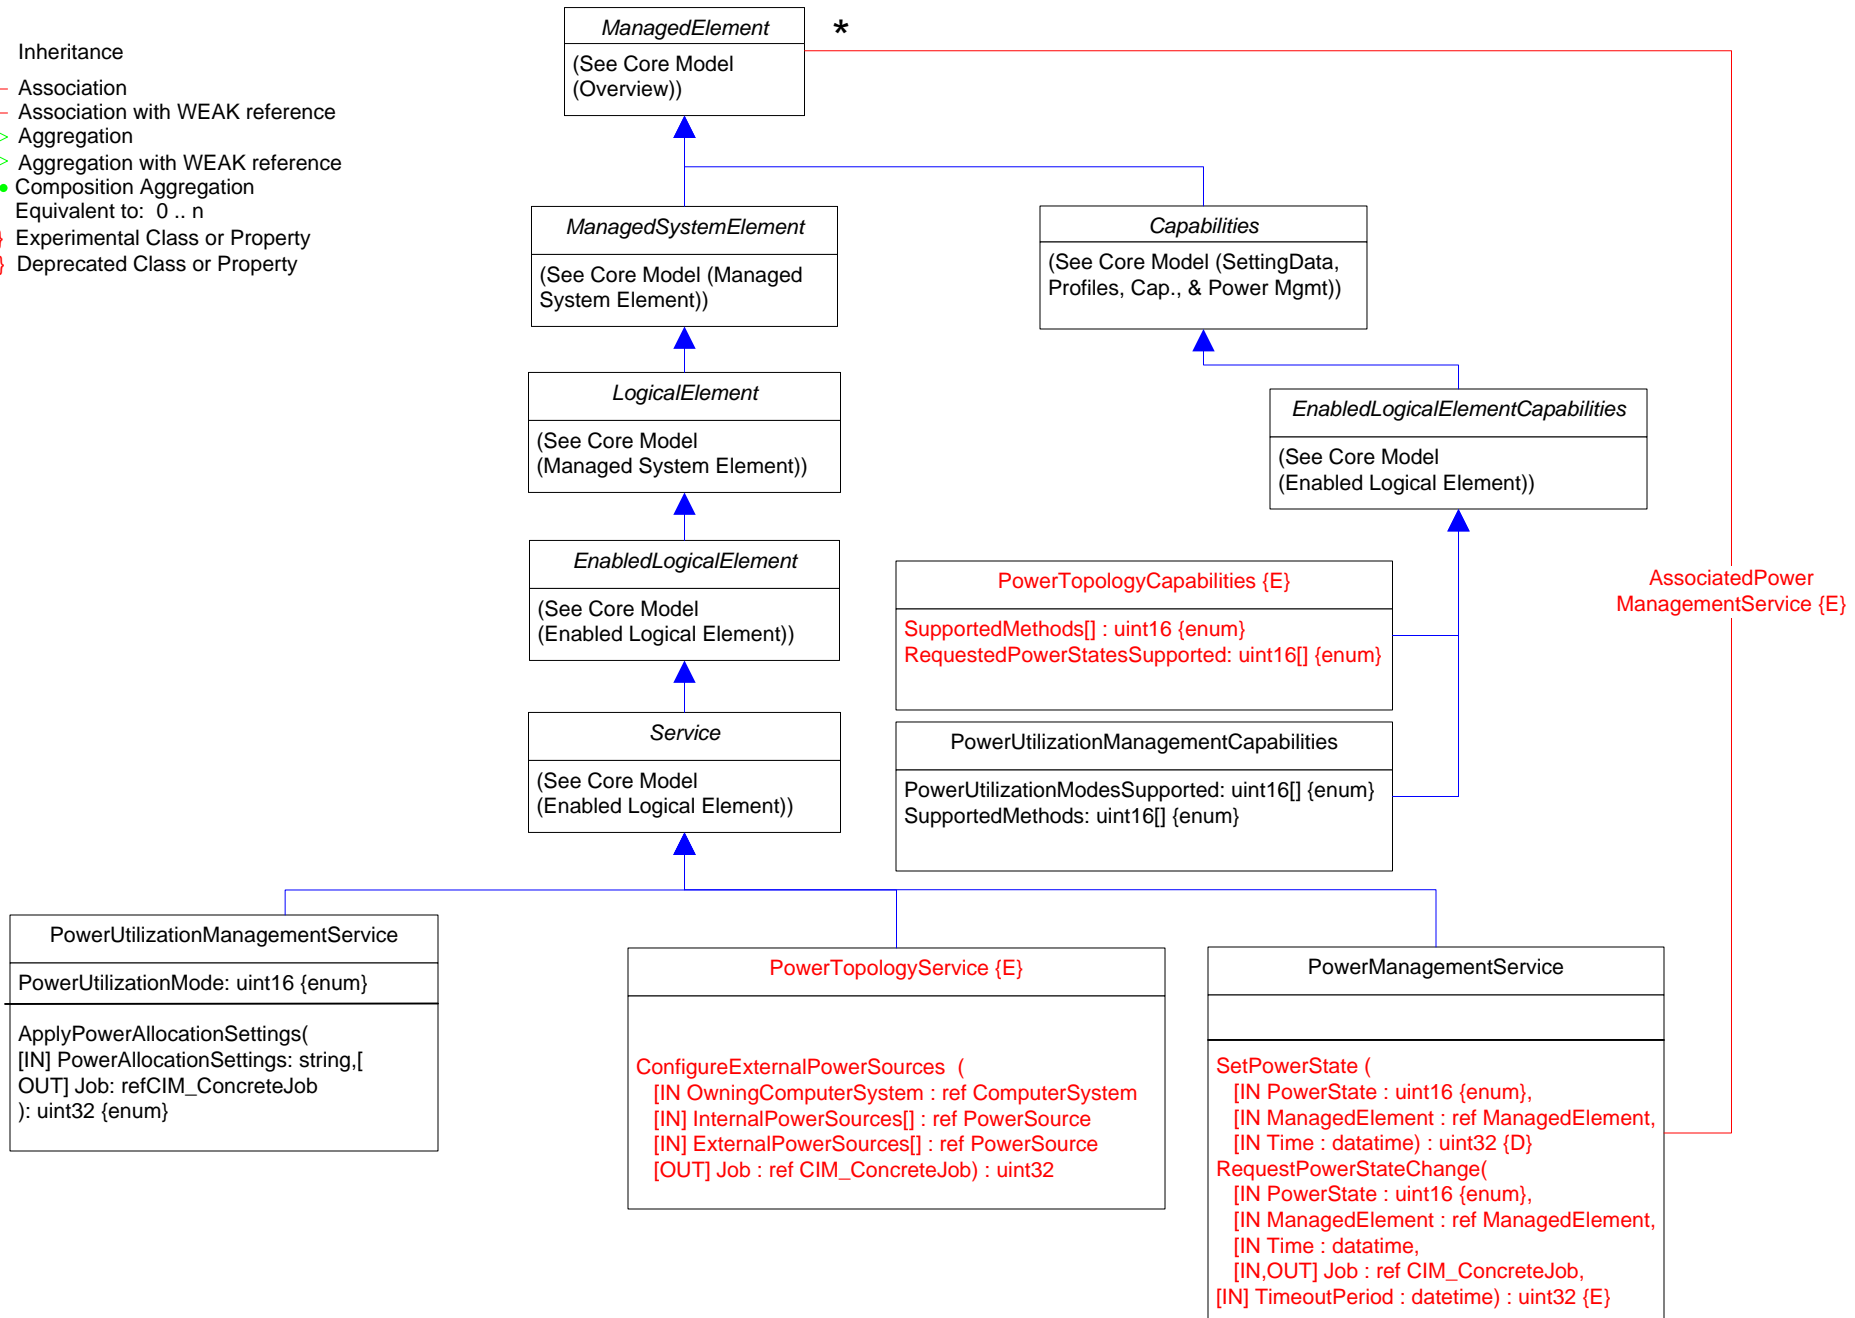 Inheritance
Association
Association with WEAK reference
Aggregation
Aggregation with WEAK reference
Composition Aggregation
Equivalent to:  0 .. n
} Experimental Class or Property
} Deprecated Class or Property
ManagedElement
*
(See Core Model
(Overview))
ManagedSystemElement
(See Core Model (Managed
System Element))
Capabilities
(See Core Model (SettingData,
Profiles, Cap., & Power Mgmt))
LogicalElement
(See Core Model
(Managed System Element))
EnabledLogicalElementCapabilities
(See Core Model
(Enabled Logical Element))
EnabledLogicalElement
(See Core Model
(Enabled Logical Element))
PowerTopologyCapabilities {E}
SupportedMethods[] : uint16 {enum}
RequestedPowerStatesSupported: uint16[] {enum}
AssociatedPower
ManagementService {E}
Service
(See Core Model
(Enabled Logical Element))
PowerUtilizationManagementCapabilities
PowerUtilizationModesSupported: uint16[] {enum}
SupportedMethods: uint16[] {enum}
PowerUtilizationManagementService
PowerUtilizationMode: uint16 {enum}
ApplyPowerAllocationSettings(
[IN] PowerAllocationSettings: string,[
OUT] Job: refCIM_ConcreteJob
): uint32 {enum}
PowerTopologyService {E}
ConfigureExternalPowerSources  (
[IN OwningComputerSystem : ref ComputerSystem
[IN] InternalPowerSources[] : ref PowerSource
[IN] ExternalPowerSources[] : ref PowerSource
[OUT] Job : ref CIM_ConcreteJob) : uint32
PowerManagementService
SetPowerState (
[IN PowerState : uint16 {enum},
[IN ManagedElement : ref ManagedElement,
[IN Time : datatime) : uint32 {D}
RequestPowerStateChange(
[IN PowerState : uint16 {enum},
[IN ManagedElement : ref ManagedElement,
[IN Time : datatime,
[IN,OUT] Job : ref CIM_ConcreteJob,
[IN] TimeoutPeriod : datetime) : uint32 {E}